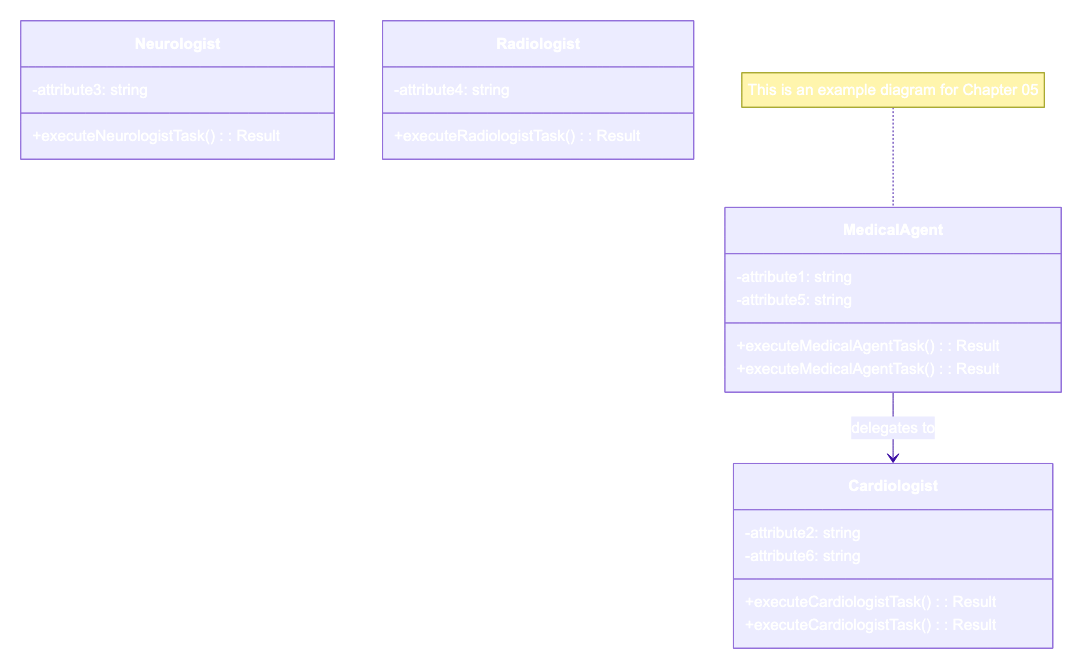 Neurologist
-attribute3: string
+executeNeurologistTask() : : Result
Radiologist
-attribute4: string
+executeRadiologistTask() : : Result
This is an example diagram for Chapter 05
MedicalAgent
-attribute1: string
-attribute5: string
+executeMedicalAgentTask() : : Result
+executeMedicalAgentTask() : : Result
delegates to
Cardiologist
-attribute2: string
-attribute6: string
+executeCardiologistTask() : : Result
+executeCardiologistTask() : : Result